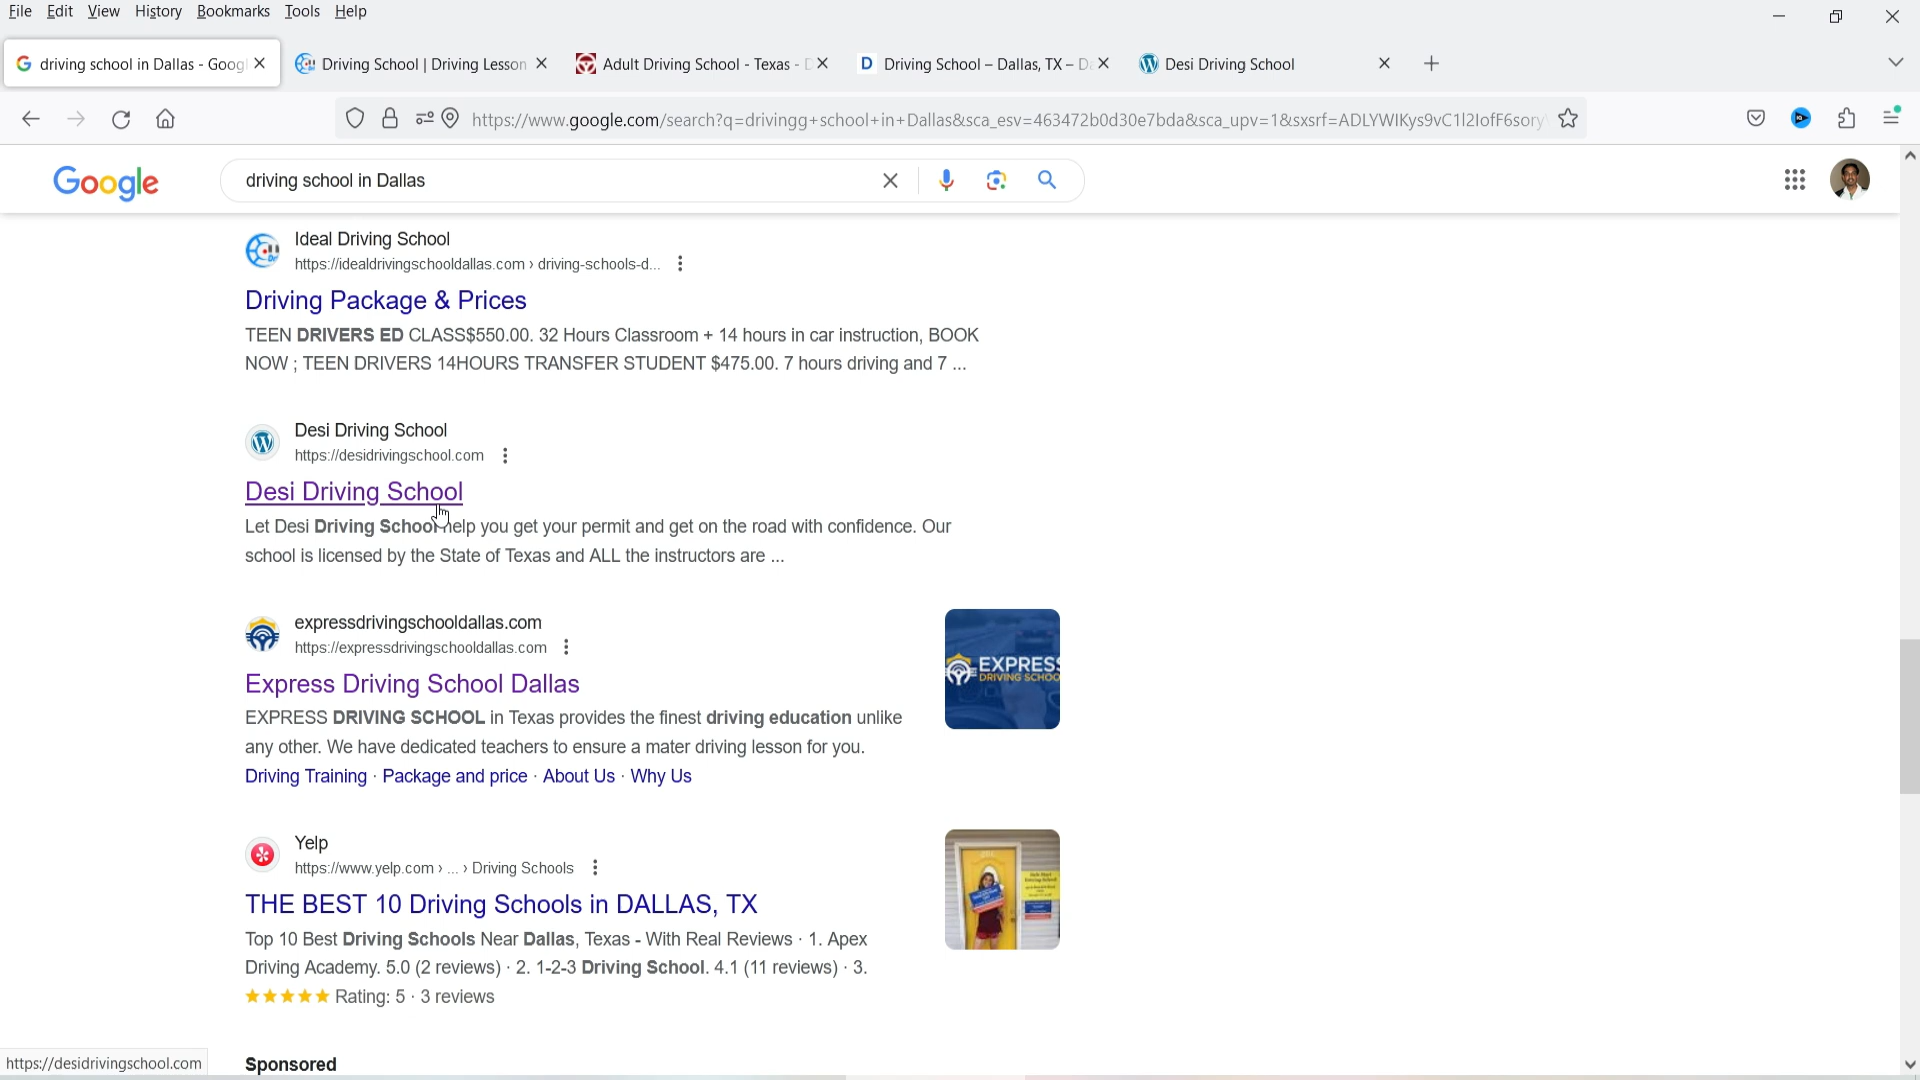 File Edit View History Bookmarks Tools Help
driving school in Dallas - Goog
Driving School | Driving Lesson
Adult Driving School - Texas -
Driving School – Dallas, TX –
Desi Driving School
https://www.google.com/search?q=drivingg+school+in+Dallas&sca_esv=463472b0d30e7bda&sca_upv=1&sxsrf=ADLYWIKys9vC1l2IofF6sory
Google
driving school in Dallas
Ideal Driving School
https://idealdrivingschooldallas.com › driving-schools-d...
Driving Package & Prices
TEEN DRIVERS ED CLASS$550.00. 32 Hours Classroom + 14 hours in car instruction, BOOK
NOW ; TEEN DRIVERS 14HOURS TRANSFER STUDENT $475.00. 7 hours driving and 7 ...
Desi Driving School
https://desidrivingschool.com
Desi Driving School
Let Desi Driving School help you get your permit and get on the road with confidence. Our
school is licensed by the State of Texas and ALL the instructors are ...
expressdrivingschooldallas.com
https://expressdrivingschooldallas.com
Express Driving School Dallas
EXPRESS DRIVING SCHOOL in Texas provides the finest driving education unlike
any other. We have dedicated teachers to ensure a mater driving lesson for you.
Driving Training · Package and price · About Us · Why Us
EXPRESS
DRIVING SCHOO
Yelp
https://www.yelp.com › ... › Driving Schools
THE BEST 10 Driving Schools in DALLAS, TX
Top 10 Best Driving Schools Near Dallas, Texas - With Real Reviews · 1. Apex
Driving Academy. 5.0 (2 reviews) · 2. 1-2-3 Driving School. 4.1 (11 reviews) · 3.
Rating: 5 · 3 reviews
https://desidrivingschool.com
Sponsored